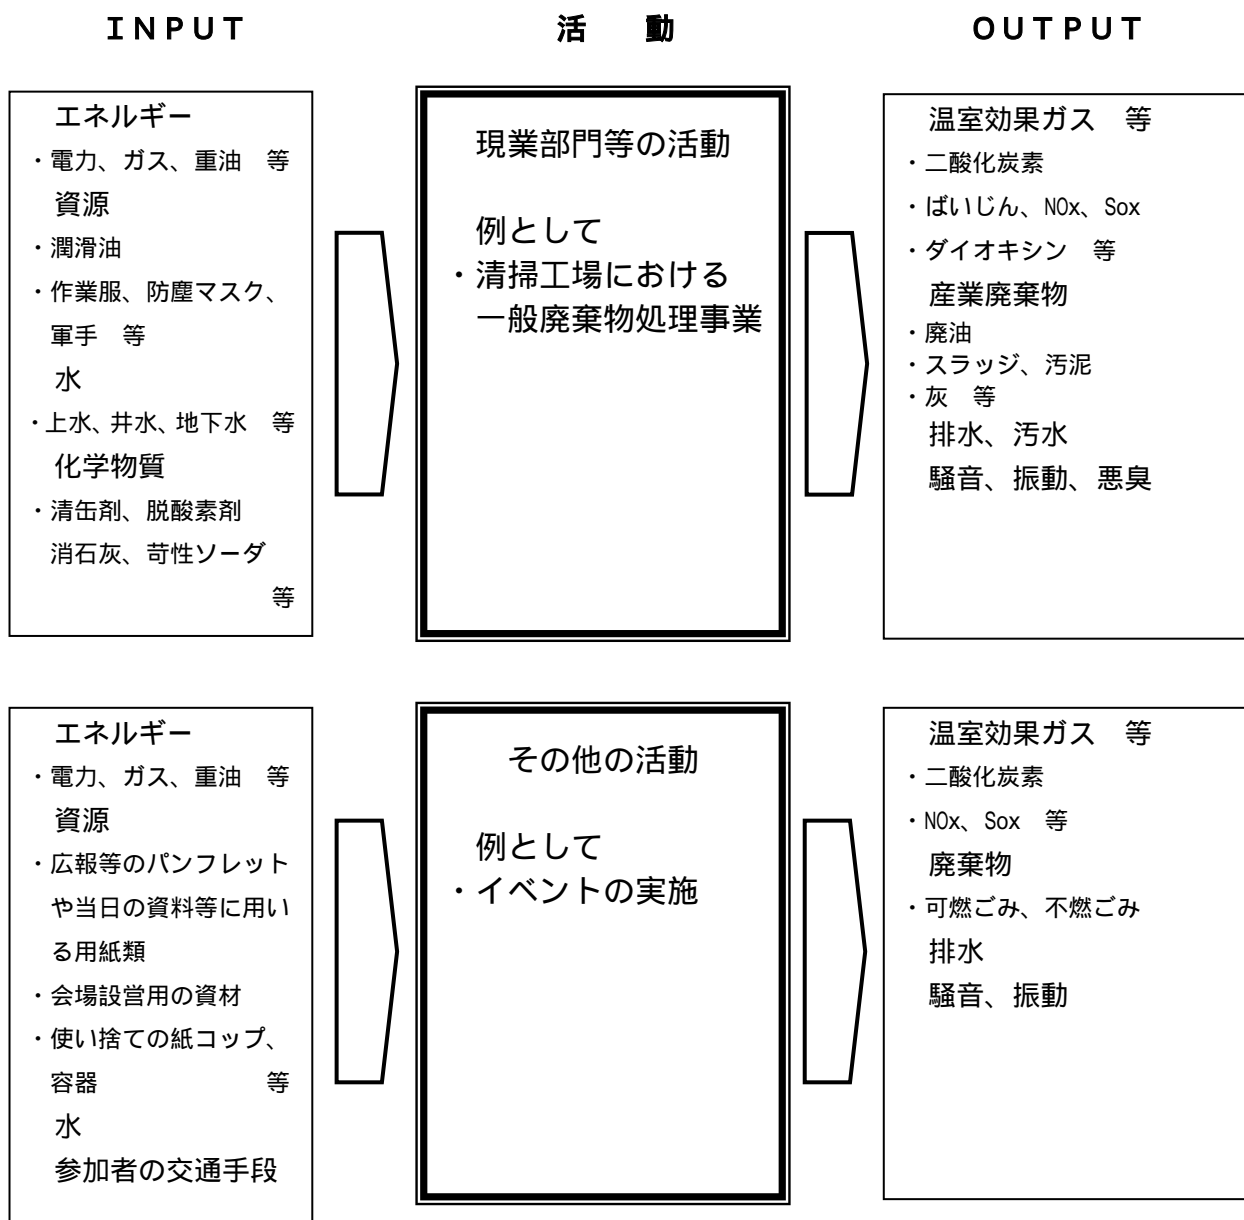 ＩＮＰＵＴ
活　動
ＯＵＴＰＵＴ
エネルギー
・電力、ガス、重油　等
資源
・潤滑油
・作業服、防塵マスク、
軍手　等
水
・上水、井水、地下水　等
化学物質
・清缶剤、脱酸素剤
消石灰、苛性ソーダ
等
現業部門等の活動
例として
・清掃工場における
一般廃棄物処理事業
温室効果ガス　等
・二酸化炭素
・ばいじん、NOx、Sox
・ダイオキシン　等
産業廃棄物
・廃油
・スラッジ、汚泥
・灰　等
排水、汚水
騒音、振動、悪臭
エネルギー
・電力、ガス、重油　等
資源
・広報等のパンフレット
や当日の資料等に用い
る用紙類
・会場設営用の資材
・使い捨ての紙コップ、
容器　等
水
参加者の交通手段
その他の活動
例として
・イベントの実施
温室効果ガス　等
・二酸化炭素
・NOx、Sox　等
廃棄物
・可燃ごみ、不燃ごみ
排水
騒音、振動